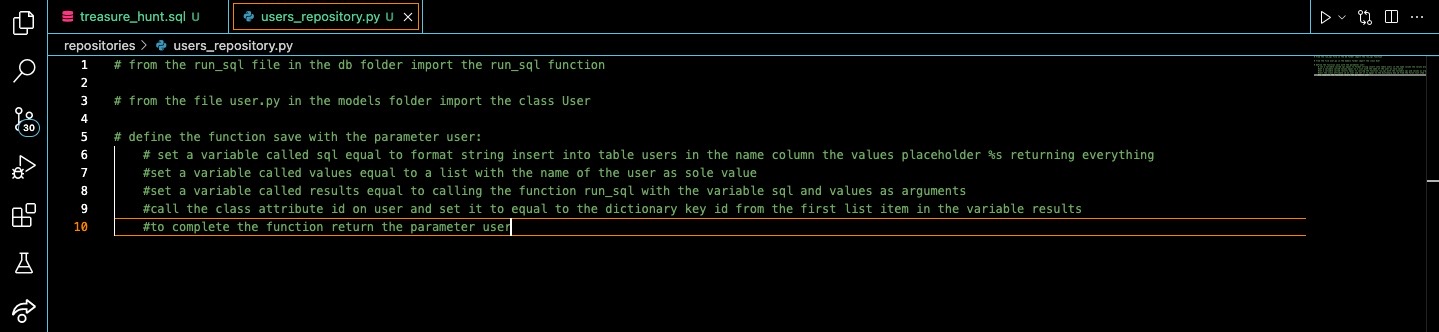 treasure_hunt.sql U
users_repository.py U
repositories > users_repository.py
1 # from the run_sql file in the db folder import the run_sql function
2
3 # from the file user.py in the models folder import the class User
4
5 # define the function save with the parameter user:
6 # set a variable called sql equal to format string insert into table users in the name column the values placeholder %s returning everything
7 #set a variable called values equal to a list with the name of the user as sole value
8 #set a variable called results equal to calling the function run_sql with the variable sql and values as arguments
9 #call the class attribute id on user and set it to equal to the dictionary key id from the first list item in the variable results
10 #to complete the function return the parameter user
30